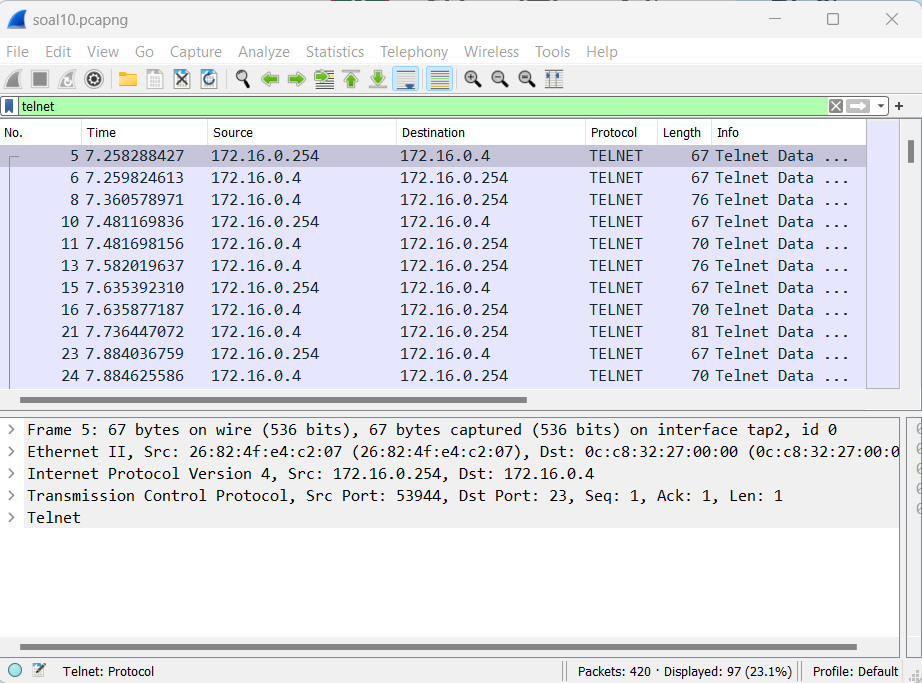 soal10.pcapng
File Edit View Go Capture Analyze Statistics Telephony Wireless Tools Help
telnet
No. Time Source Destination Protocol Length Info
5 7.258288427 172.16.0.254 172.16.0.4 TELNET 67 Telnet Data ...
6 7.259824613 172.16.0.4 172.16.0.254 TELNET 67 Telnet Data ...
8 7.360578971 172.16.0.4 172.16.0.254 TELNET 76 Telnet Data ...
10 7.481169836 172.16.0.254 172.16.0.4 TELNET 67 Telnet Data ...
11 7.481698156 172.16.0.4 172.16.0.254 TELNET 70 Telnet Data ...
13 7.582019637 172.16.0.4 172.16.0.254 TELNET 76 Telnet Data ...
15 7.635392310 172.16.0.254 172.16.0.4 TELNET 67 Telnet Data ...
16 7.635877187 172.16.0.4 172.16.0.254 TELNET 70 Telnet Data ...
21 7.736447072 172.16.0.4 172.16.0.254 TELNET 81 Telnet Data ...
23 7.884036759 172.16.0.254 172.16.0.4 TELNET 67 Telnet Data ...
24 7.884625586 172.16.0.4 172.16.0.254 TELNET 70 Telnet Data ...
Frame 5: 67 bytes on wire (536 bits), 67 bytes captured (536 bits) on interface tap2, id 0
Ethernet II, Src: 26:82:4f:e4:c2:07 (26:82:4f:e4:c2:07), Dst: 0c:c8:32:27:00:00 (0c:c8:32:27:00:0
Internet Protocol Version 4, Src: 172.16.0.254, Dst: 172.16.0.4
Transmission Control Protocol, Src Port: 53944, Dst Port: 23, Seq: 1, Ack: 1, Len: 1
Telnet
Telnet: Protocol Packets: 420 · Displayed: 97 (23.1%) Profile: Default